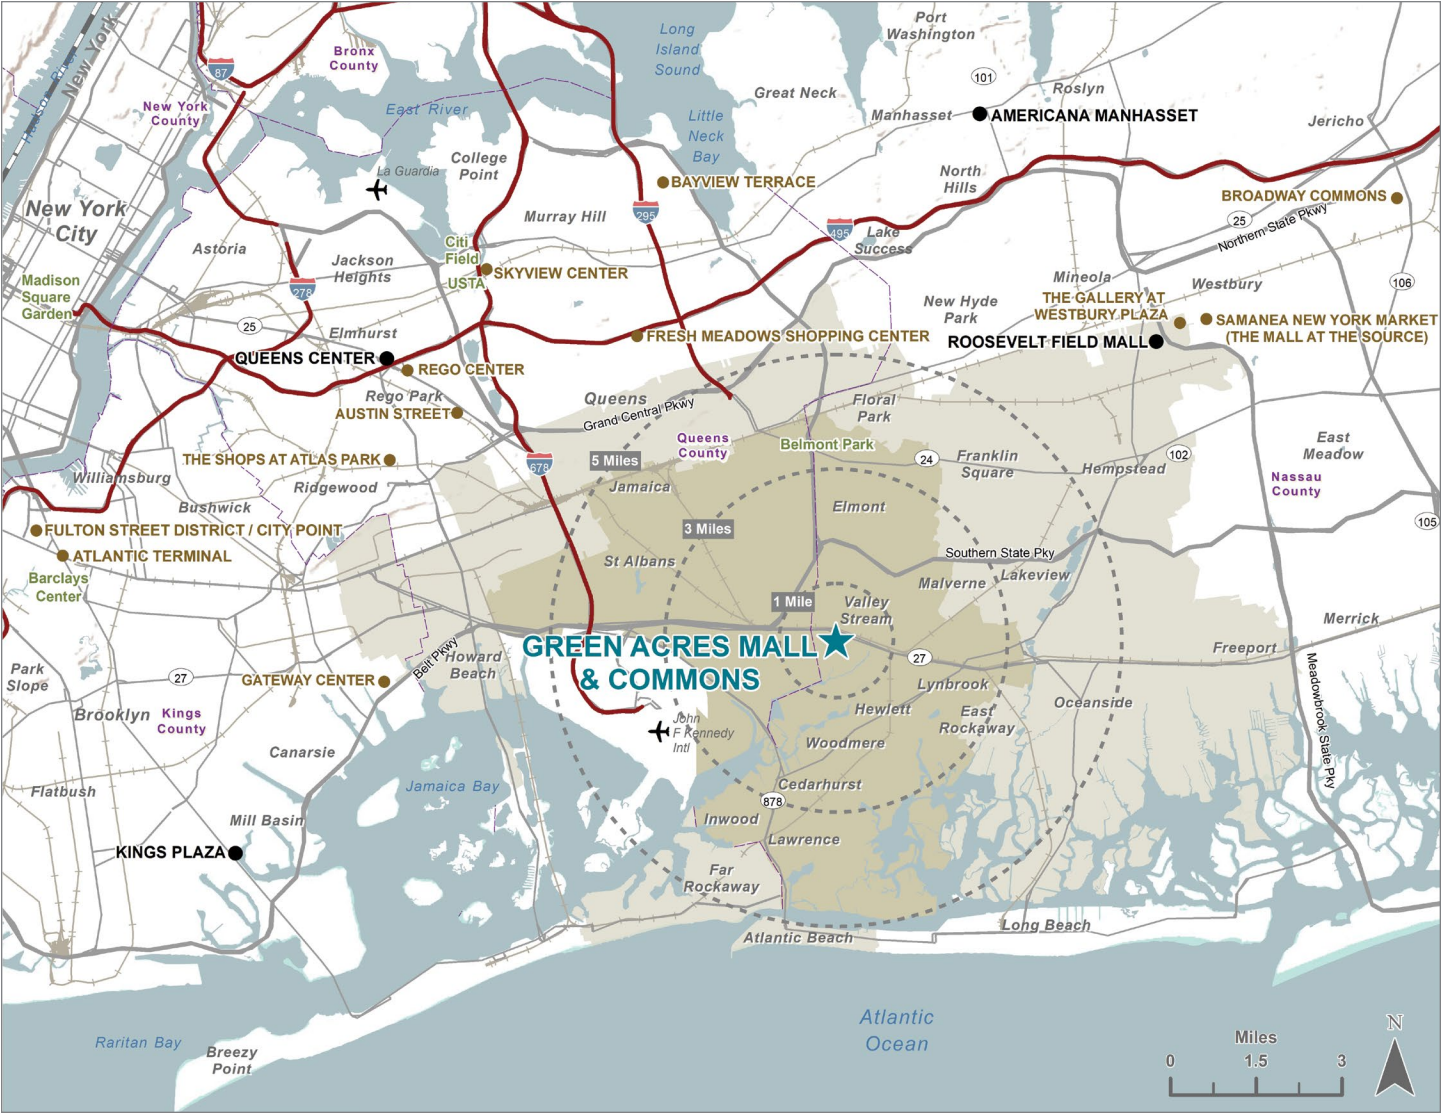 Hudson River
New York
87
Bronx
County
New York
County
East River
Long
Island
Sound
Port
Washington
101
Roslyn
Great Neck
Manhasset
AMERICANA MANHASSET
Jericho
Little
Neck
Bay
La Guardia
College
Point
BAYVIEW TERRACE
North
Hills
BROADWAY COMMONS
New York
City
Murray Hill
295
495
Lake
Success
25
Northern State Pkwy
Astoria
Citi
Field
USTA
SKYVIEW CENTER
Jackson
Heights
278
Madison
Square
Garden
Mineola
Westbury
106
New Hyde
Park
THE GALLERY AT
WESTBURY PLAZA
SAMANEA NEW YORK MARKET
(THE MALL AT THE SOURCE)
25
Elmhurst
FRESH MEADOWS SHOPPING CENTER
ROOSEVELT FIELD MALL
QUEENS CENTER
REGO CENTER
Rego Park
AUSTIN STREET
Queens
Grand Central Pkwy
Floral
Park
Queens
County
Belmont Park
THE SHOPS AT ATLAS PARK
5 Miles
678
24
Franklin
Square
Hempstead
102
East
Meadow
Nassau
County
Williamsburg
Ridgewood
Jamaica
Bushwick
Elmont
105
FULTON STREET DISTRICT / CITY POINT
3 Miles
ATLANTIC TERMINAL
Southern State Pky
St Albans
Malverne
Lakeview
Barclays
Center
1 Mile
Valley
Stream
Merrick
GREEN ACRES MALL
& COMMONS
Belt Pkwy
Howard
Beach
27
Freeport
Park
Slope
27
GATEWAY CENTER
Lynbrook
Meadowbrook State Pky
Brooklyn
Kings
County
John
F Kennedy
Intl
Hewlett
East
Rockaway
Oceanside
Canarsie
Woodmere
Flatbush
Jamaica Bay
Cedarhurst
878
Mill Basin
Inwood
Lawrence
KINGS PLAZA
Far
Rockaway
Atlantic Beach
Long Beach
Atlantic
Ocean
Raritan Bay
Breezy
Point
Miles
0 1.5 3
N